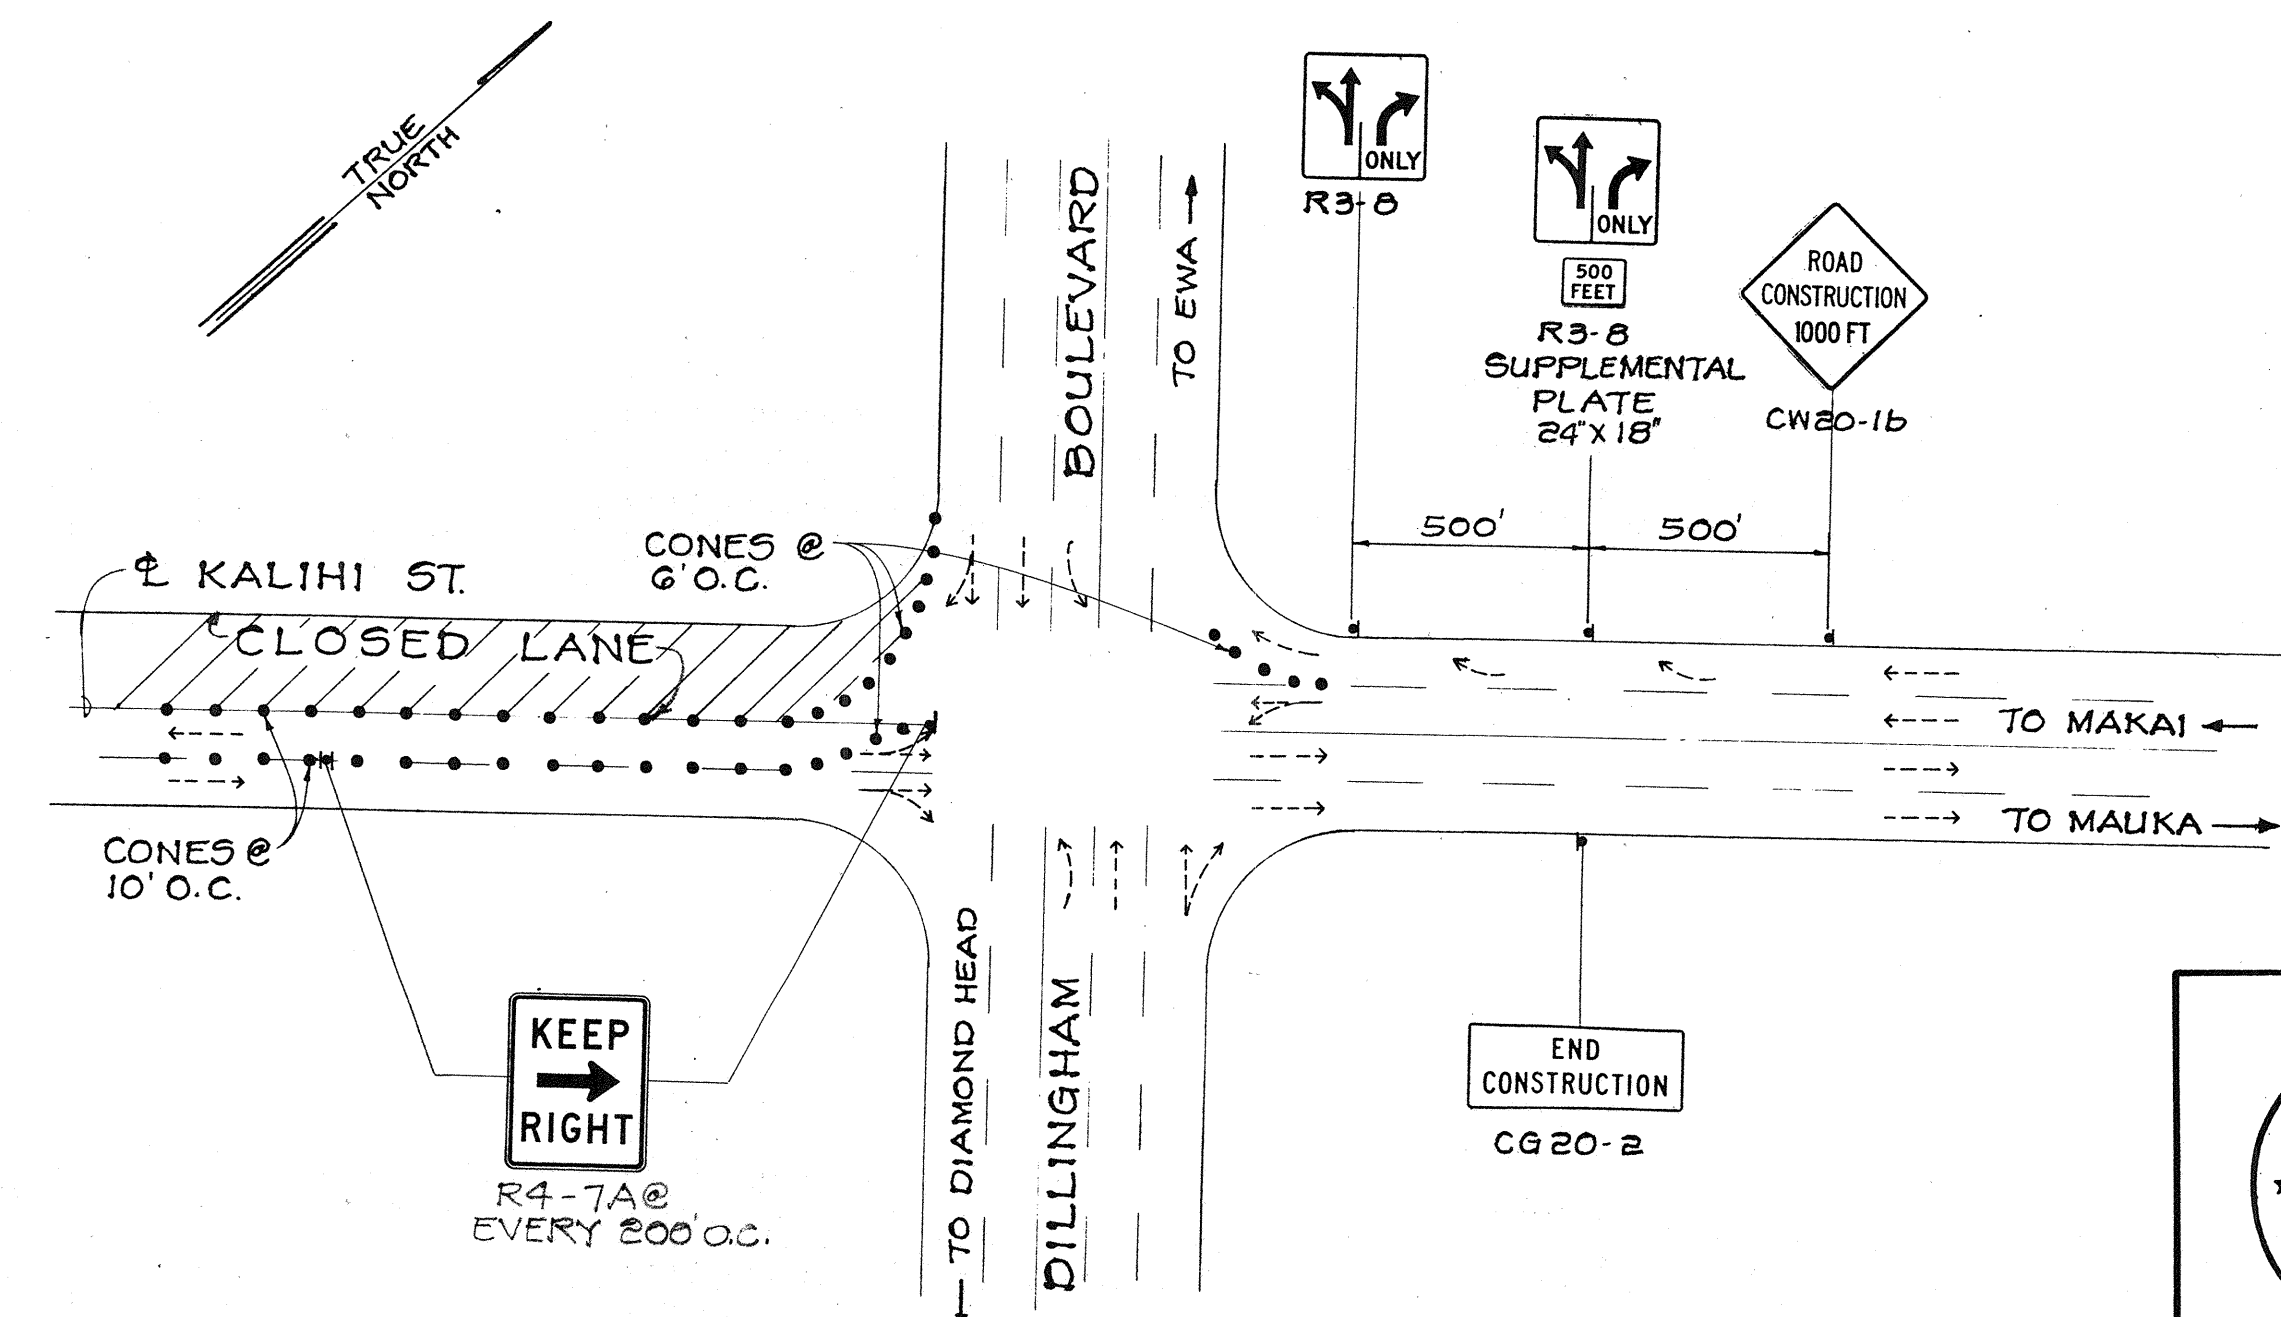 TRUE
NORTH
ONLY
R3-8
ONLY
500
FEET
R3-8
SUPPLEMENTAL
PLATE
24"X18"
ROAD
CONSTRUCTION
1000 FT
CW20-1b
BOULEVARD
TO EWA
500'
500'
CONES @
6' O.C.
℄ KALIHI ST.
CLOSED LANE
TO MAKAI
TO MAUKA
CONES @
10' O.C.
KEEP
RIGHT
R4-7A@
EVERY 200' O.C.
TO DIAMOND HEAD
DILLINGHAM
END
CONSTRUCTION
CG20-2